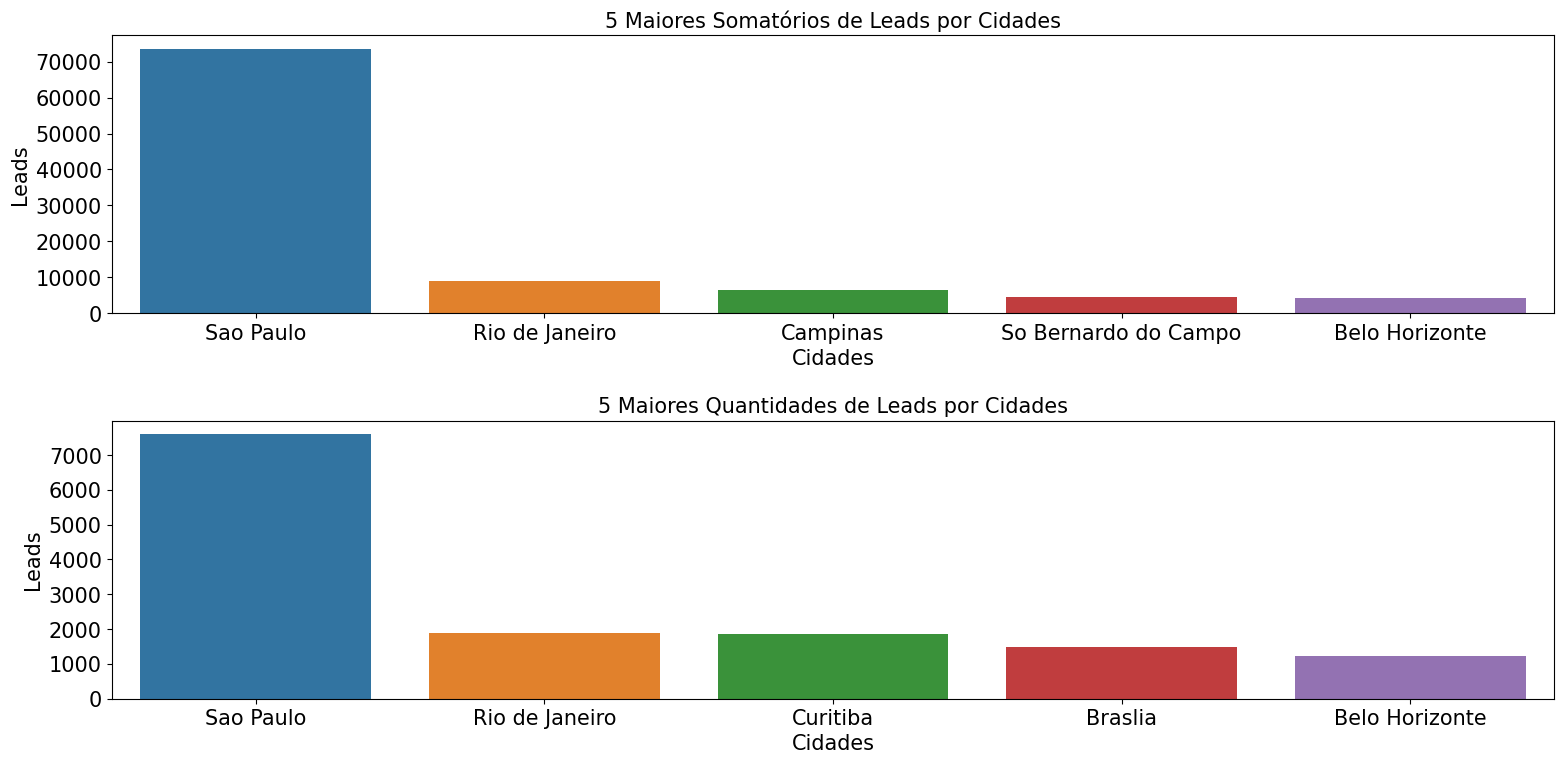 5 Maiores Somatórios de Leads por Cidades
Leads
70000
60000
50000
40000
30000
20000
10000
0
Sao Paulo Rio de Janeiro Campinas So Bernardo do Campo Belo Horizonte
Cidades
5 Maiores Quantidades de Leads por Cidades
Leads
7000
6000
5000
4000
3000
2000
1000
0
Sao Paulo Rio de Janeiro Curitiba Braslia Belo Horizonte
Cidades